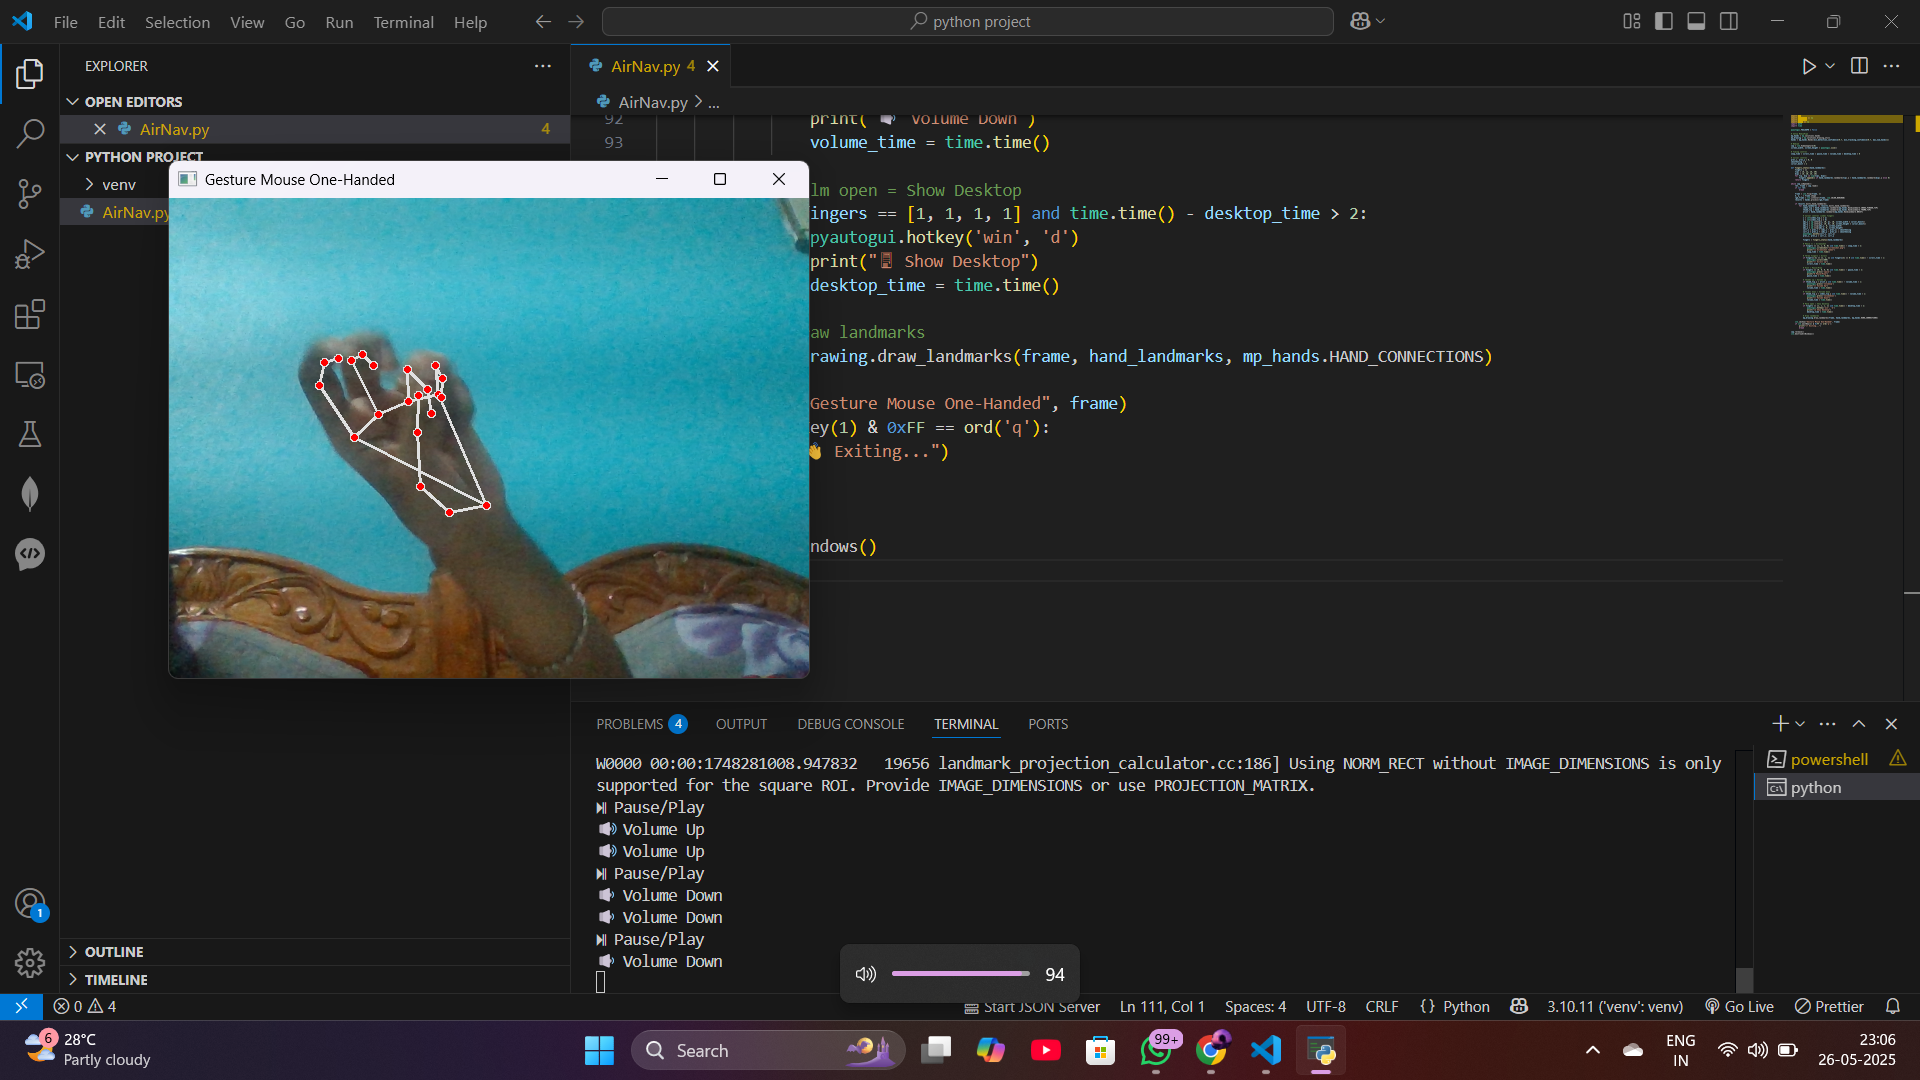 File Edit Selection View Go Run Terminal Help
python project
EXPLORER
OPEN EDITORS
AirNav.py 4
PYTHON PROJECT
venv
AirNav.py
AirNav.py 4
AirNav.py > ...
92 print("🔉 Volume Down")
93 volume_time = time.time()
lm open = Show Desktop
ingers == [1, 1, 1, 1] and time.time() - desktop_time > 2:
pyautogui.hotkey('win', 'd')
print("🖥 Show Desktop")
desktop_time = time.time()
aw landmarks
rawing.draw_landmarks(frame, hand_landmarks, mp_hands.HAND_CONNECTIONS)
Gesture Mouse One-Handed", frame)
ey(1) & 0xFF == ord('q'):
👋 Exiting...")
ndows()
Gesture Mouse One-Handed
PROBLEMS 4 OUTPUT DEBUG CONSOLE TERMINAL PORTS
W0000 00:00:1748281008.947832 19656 landmark_projection_calculator.cc:186] Using NORM_RECT without IMAGE_DIMENSIONS is only
supported for the square ROI. Provide IMAGE_DIMENSIONS or use PROJECTION_MATRIX.
⏯ Pause/Play
🔊 Volume Up
🔊 Volume Up
⏯ Pause/Play
🔉 Volume Down
🔉 Volume Down
⏯ Pause/Play
🔉 Volume Down
powershell
python
94
OUTLINE
TIMELINE
1
0 4
Start JSON Server Ln 111, Col 1 Spaces: 4 UTF-8 CRLF {} Python 3.10.11 ('venv': venv) Go Live Prettier
6
28°C
Partly cloudy
Search
99+
ENG
IN
23:06
26-05-2025